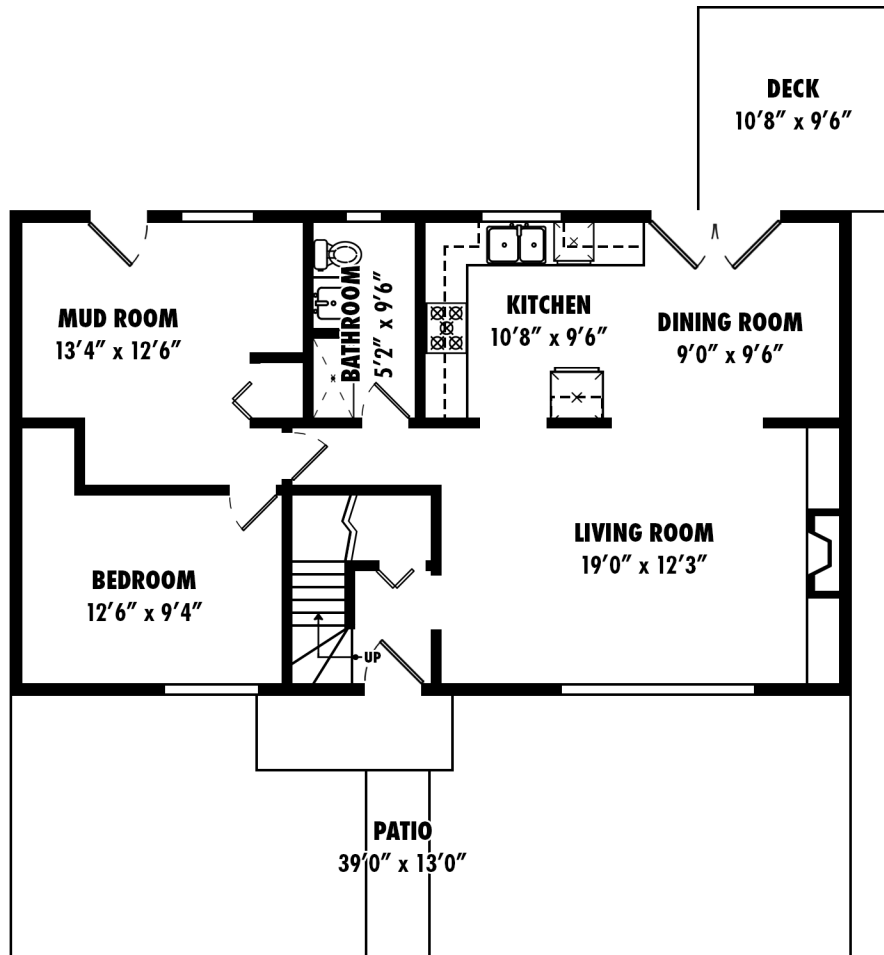 DECK
10′8″ x 9′6″
MUD ROOM
13′4″ x 12′6″
BATHROOM
5′2″ x 9′6″
KITCHEN
10′8″ x 9′6″
DINING ROOM
9′0″ x 9′6″
LIVING ROOM
19′0″ x 12′3″
BEDROOM
12′6″ x 9′4″
UP
PATIO
39′0″ x 13′0″